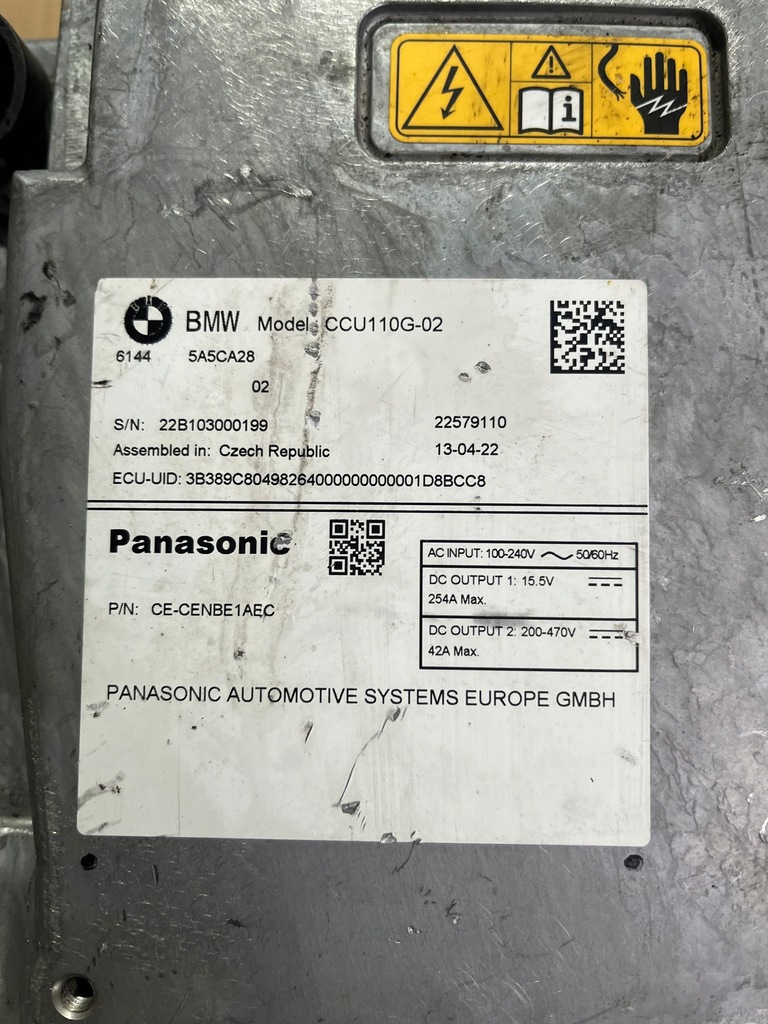 BMW Model CCU110G-02
6144 5A5CA28
02
S/N: 22B103000199 22579110
Assembled in: Czech Republic 13-04-22
ECU-UID: 3B389C80498264000000000001D8BCC8
Panasonic
P/N: CE-CENBE1AEC
AC INPUT: 100-240V 50/60Hz
DC OUTPUT 1: 15.5V
254A Max.
DC OUTPUT 2: 200-470V
42A Max.
PANASONIC AUTOMOTIVE SYSTEMS EUROPE GMBH